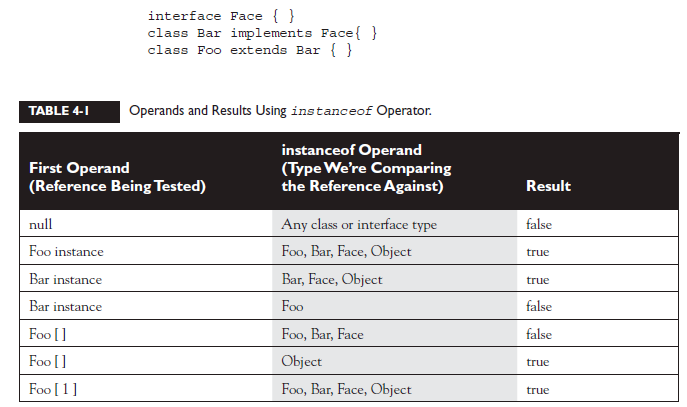 interface Face { }
class Bar implements Face{ }
class Foo extends Bar { }
TABLE 4-1 Operands and Results Using instanceof Operator.
First Operand
(Reference Being Tested)
instanceof Operand
(Type We're Comparing
the Reference Against)
Result
null Any class or interface type false
Foo instance Foo, Bar, Face, Object true
Bar instance Bar, Face, Object true
Bar instance Foo false
Foo [ ] Foo, Bar, Face false
Foo [ ] Object true
Foo [ 1 ] Foo, Bar, Face, Object true